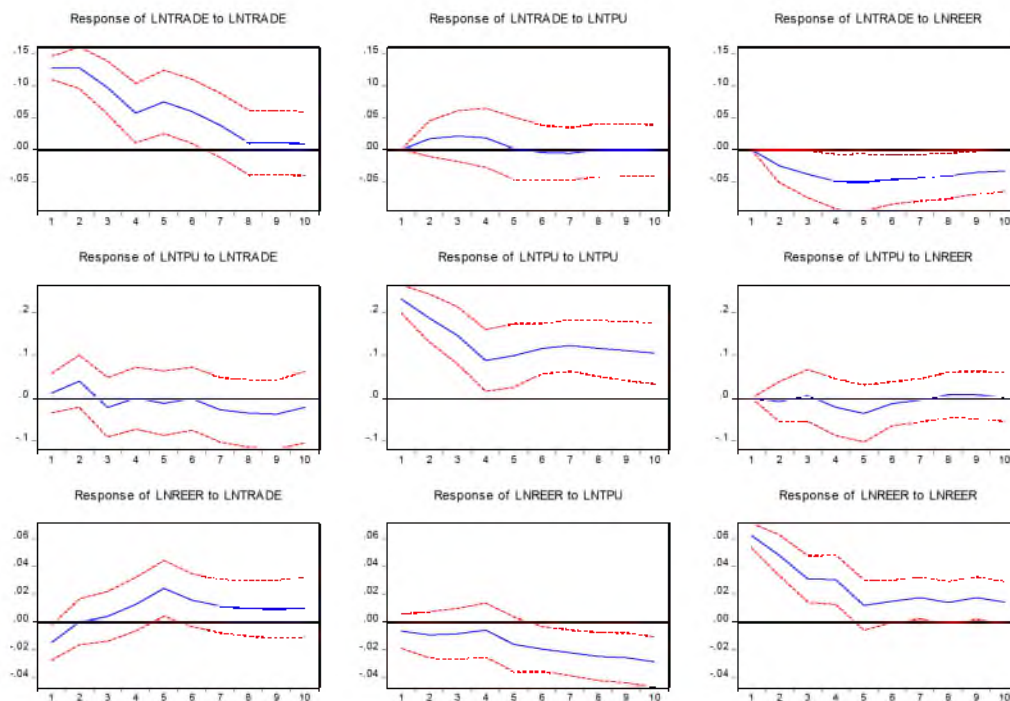 Response of LNTRADE to LNTRADE
Response of LNTRADE to LNTPU
Response of LNTRADE to LNREER
.15
.10
.05
.00
-.05
1 2 3 4 5 6 7 8 9 10
.15
.10
.05
.00
-.05
1 2 3 4 5 6 7 8 9 10
.15
.10
.05
.00
-.05
1 2 3 4 5 6 7 8 9 10
Response of LNTPU to LNTRADE
Response of LNTPU to LNTPU
Response of LNTPU to LNREER
.2
.1
.0
-.1
1 2 3 4 5 6 7 8 9 10
.2
.1
.0
-.1
1 2 3 4 5 6 7 8 9 10
.2
.1
.0
-.1
1 2 3 4 5 6 7 8 9 10
Response of LNREER to LNTRADE
Response of LNREER to LNTPU
Response of LNREER to LNREER
.06
.04
.02
.00
-.02
-.04
1 2 3 4 5 6 7 8 9 10
.06
.04
.02
.00
-.02
-.04
1 2 3 4 5 6 7 8 9 10
.06
.04
.02
.00
-.02
-.04
1 2 3 4 5 6 7 8 9 10